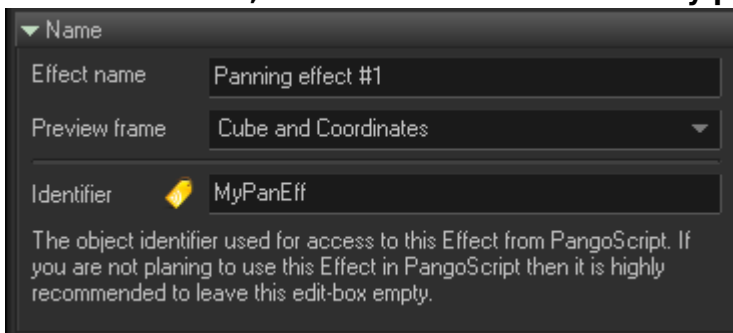 Name
Effect name Panning effect #1
Preview frame Cube and Coordinates
Identifier MyPanEff
The object identifier used for access to this Effect from PangoScript. If
you are not planing to use this Effect in PangoScript then it is highly
recommended to leave this edit-box empty.